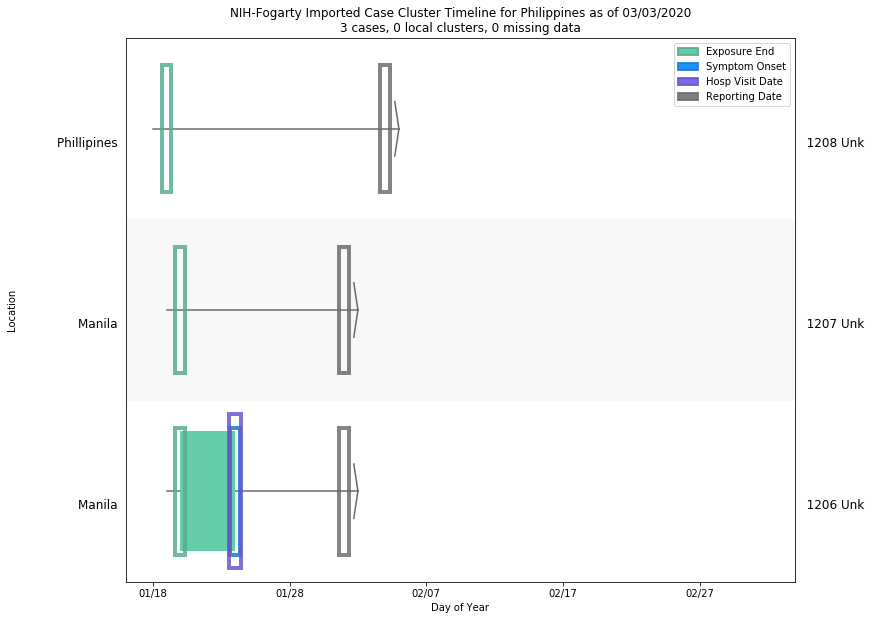 NIH-Fogarty Imported Case Cluster Timeline for Philippines as of 03/03/2020
3 cases, 0 local clusters, 0 missing data
Exposure End
Symptom Onset
Hosp Visit Date
Reporting Date
Phillipines
1208 Unk
Manila
1207 Unk
Location
Manila
1206 Unk
01/18
01/28
02/07
02/17
02/27
Day of Year